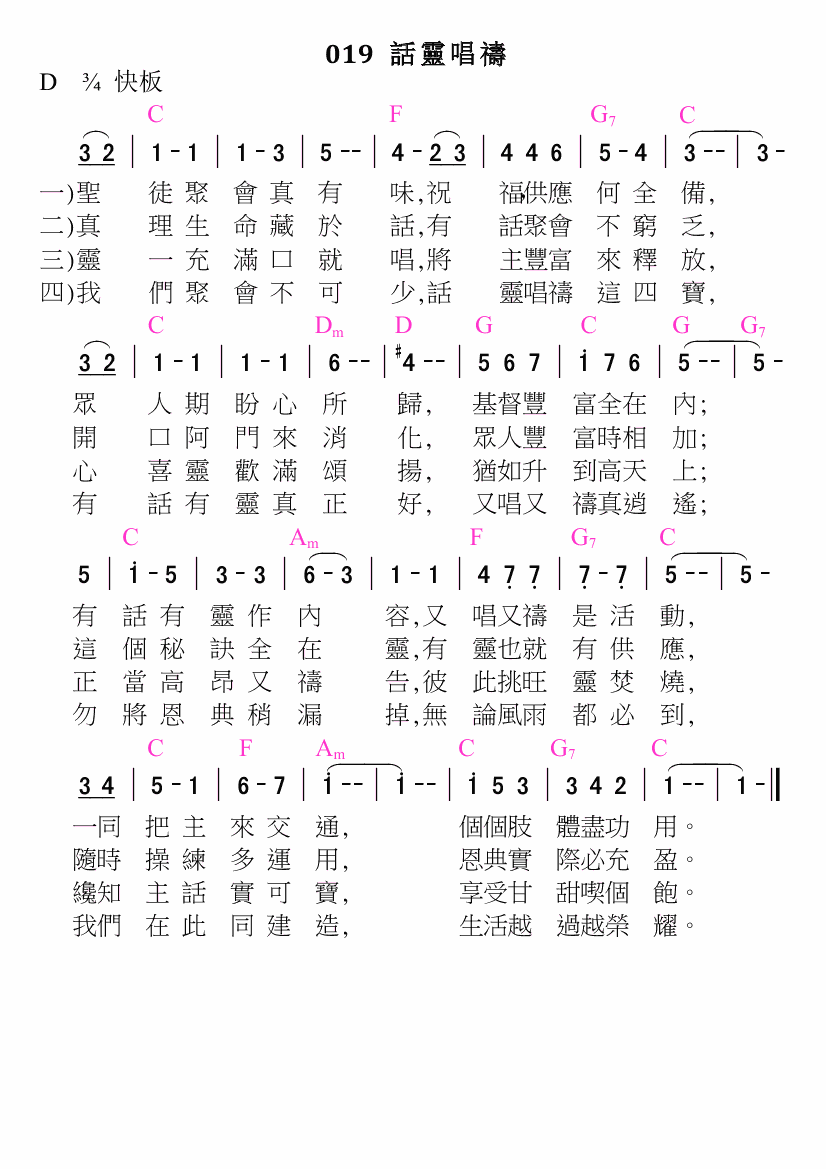 019 話靈唱禱
D ¾ 快板
C F G7 C
3 2 | 1 - 1 | 1 - 3 | 5 -- | 4 - 2 3 | 4 4 6 | 5 - 4 | 3 -- | 3 -
一)聖 徒聚 會真 有 味,祝 福,供應 何全 備,
二)真 理生 命藏 於 話,有 話聚會 不窮 乏,
三)靈 一充 滿口 就 唱,將 主豐富 來釋 放,
四)我 們聚 會不 可 少,話 靈唱禱 這四 寶,
C Dm D G C G G7
3 2 | 1 - 1 | 1 - 1 | 6 -- | #4 -- | 5 6 7 | i 7 6 | 5 -- | 5 -
眾 人期 盼心 所 歸, 基督豐 富全在 內;
開 口阿 門來 消 化, 眾人豐 富時相 加;
心 喜靈 歡滿 頌 揚, 猶如升 到高天 上;
有 話有 靈真 正 好, 又唱又 禱真逍 遙;
C Am F G7 C
5 | i - 5 | 3 - 3 | 6 - 3 | 1 - 1 | 4 7̣ 7̣ | 7̣ - 7̣ | 5 -- | 5 -
有 話有 靈作 內 容,又 唱又禱 是活 動,
這 個秘 訣全 在 靈,有 靈也就 有供 應,
正 當高 昂又 禱 告,彼 此挑旺 靈焚 燒,
勿 將恩 典稍 漏 掉,無 論風雨 都必 到,
C F Am C G7 C
3 4 | 5 - 1 | 6 - 7 | i -- | i -- | i 5 3 | 3 4 2 | 1 -- | 1 -
一同 把主 來交 通, 個個肢 體盡功 用。
隨時 操練 多運 用, 恩典實 際必充 盈。
纔知 主話 實可 寶, 享受甘 甜喫個 飽。
我們 在此 同建 造, 生活越 過越榮 耀。